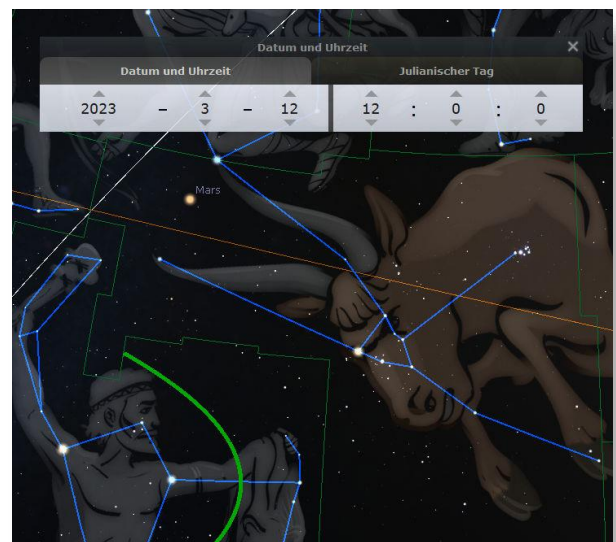 Datum und Uhrzeit
Datum und Uhrzeit Julianischer Tag
2023 – 3 – 12 12 : 0 : 0
Mars